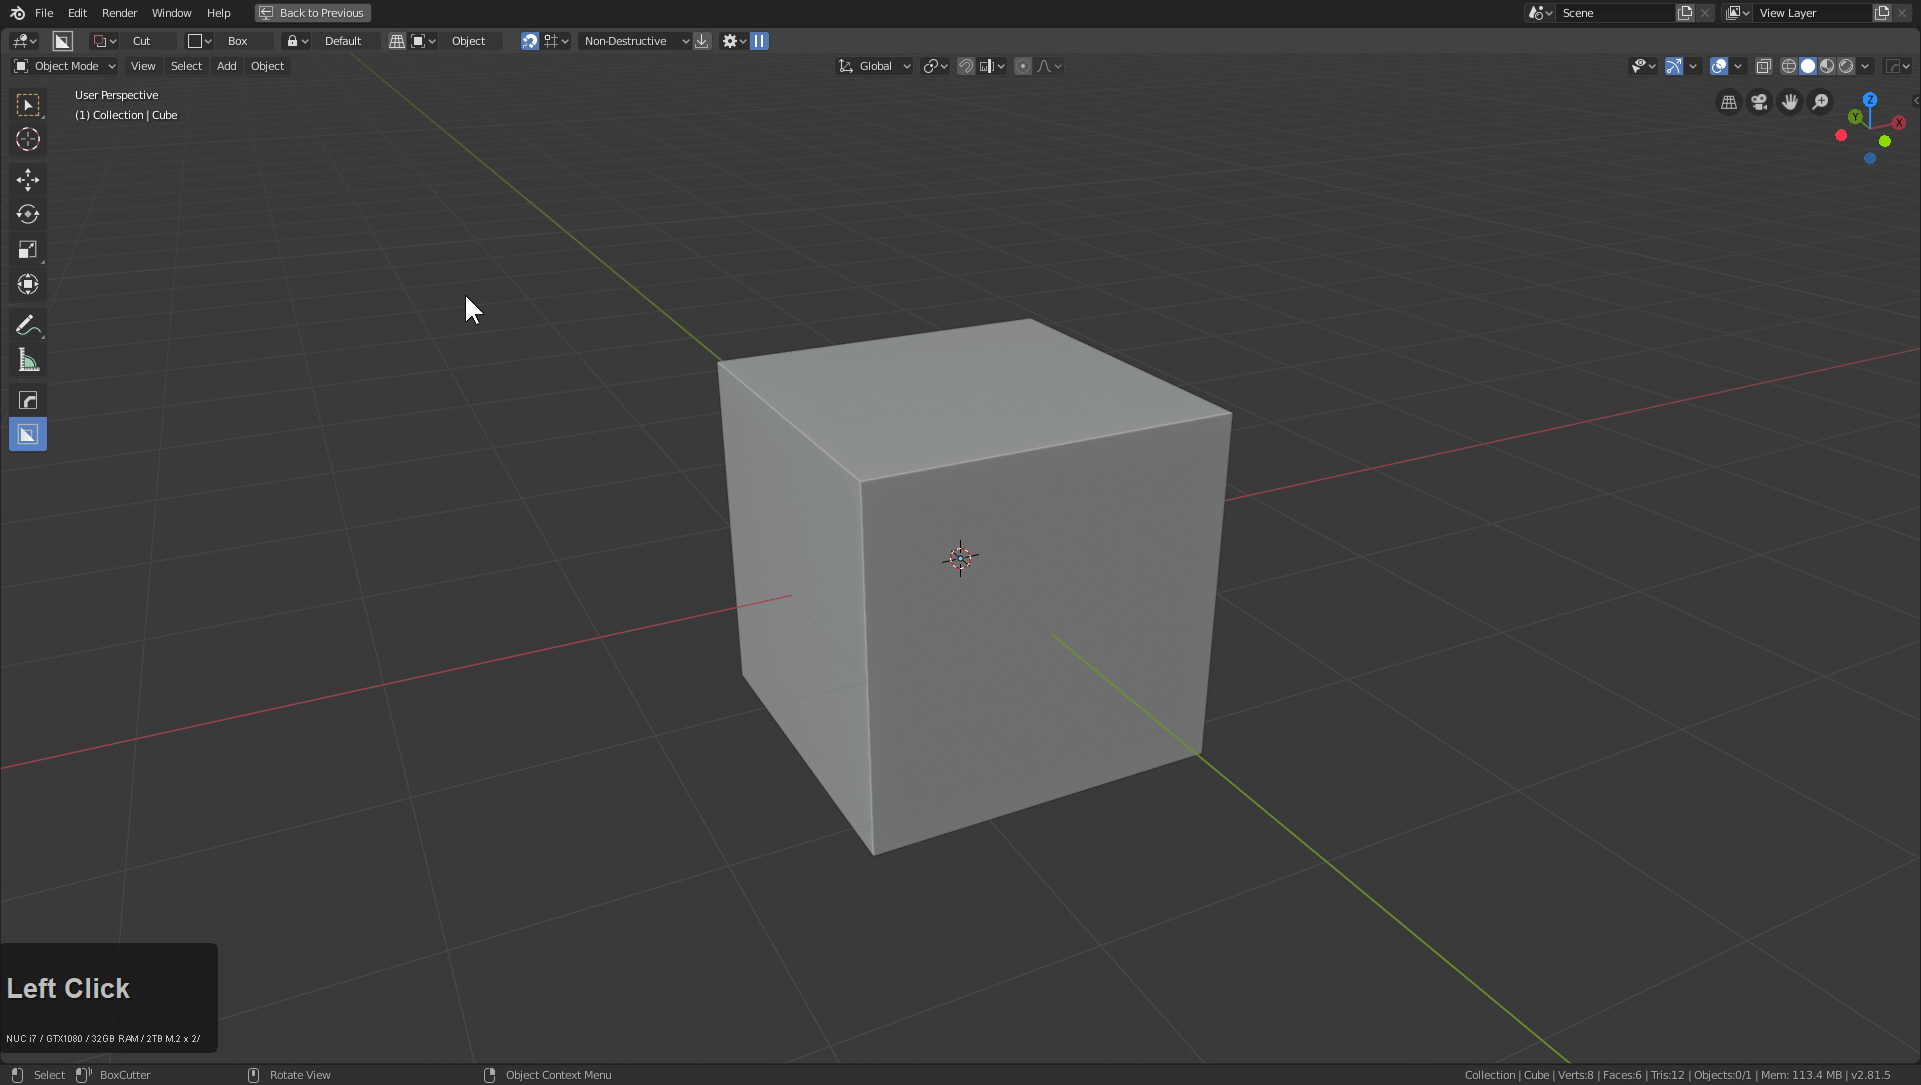 File Edit Render Window Help Back to Previous Scene View Layer
Cut Box Default Object Non-Destructive
Object Mode View Select Add Object Global
User Perspective
(1) Collection | Cube
Z
Y X
Left Click
NUC i7 / GTX1080 / 32GB RAM / 2TB M.2 x 2/
Select BoxCutter Rotate View Object Context Menu Collection | Cube | Verts:8 | Faces:6 | Tris:12 | Objects:0/1 | Mem: 113.4 MB | v2.81.5